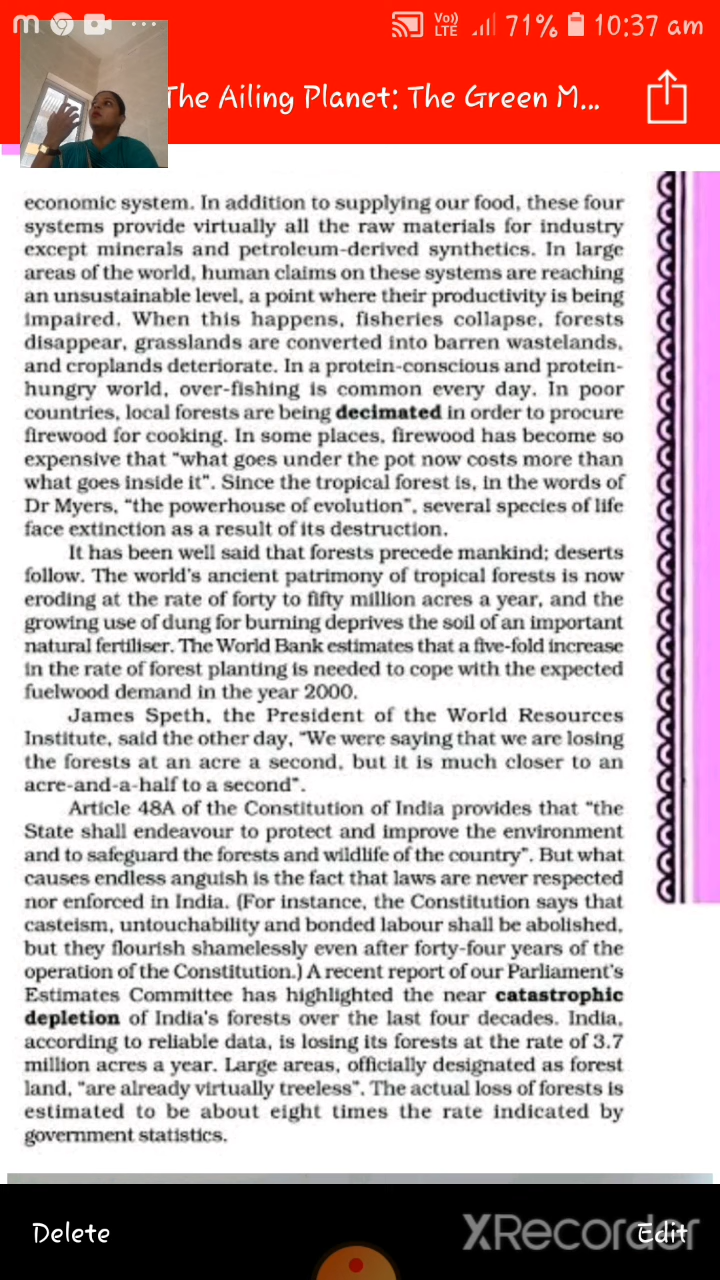 71% 10:37 am
Vo)) LTE
The Ailing Planet: The Green M...
economic system. In addition to supplying our food, these four
systems provide virtually all the raw materials for industry
except minerals and petroleum-derived synthetics. In large
areas of the world, human claims on these systems are reaching
an unsustainable level, a point where their productivity is being
impaired. When this happens, fisheries collapse, forests
disappear, grasslands are converted into barren wastelands,
and croplands deteriorate. In a protein-conscious and protein-
hungry world, over-fishing is common every day. In poor
countries, local forests are being decimated in order to procure
firewood for cooking. In some places, firewood has become so
expensive that "what goes under the pot now costs more than
what goes inside it". Since the tropical forest is, in the words of
Dr Myers, "the powerhouse of evolution", several species of life
face extinction as a result of its destruction.
It has been well said that forests precede mankind; deserts
follow. The world's ancient patrimony of tropical forests is now
eroding at the rate of forty to fifty million acres a year, and the
growing use of dung for burning deprives the soil of an important
natural fertiliser. The World Bank estimates that a five-fold increase
in the rate of forest planting is needed to cope with the expected
fuelwood demand in the year 2000.
James Speth, the President of the World Resources
Institute, said the other day, "We were saying that we are losing
the forests at an acre a second, but it is much closer to an
acre-and-a-half to a second".
Article 48A of the Constitution of India provides that "the
State shall endeavour to protect and improve the environment
and to safeguard the forests and wildlife of the country". But what
causes endless anguish is the fact that laws are never respected
nor enforced in India. (For instance, the Constitution says that
casteism, untouchability and bonded labour shall be abolished,
but they flourish shamelessly even after forty-four years of the
operation of the Constitution.) A recent report of our Parliament's
Estimates Committee has highlighted the near catastrophic
depletion of India's forests over the last four decades. India,
according to reliable data, is losing its forests at the rate of 3.7
million acres a year. Large areas, officially designated as forest
land, "are already virtually treeless". The actual loss of forests is
estimated to be about eight times the rate indicated by
government statistics.
Delete Edit
XRecorder